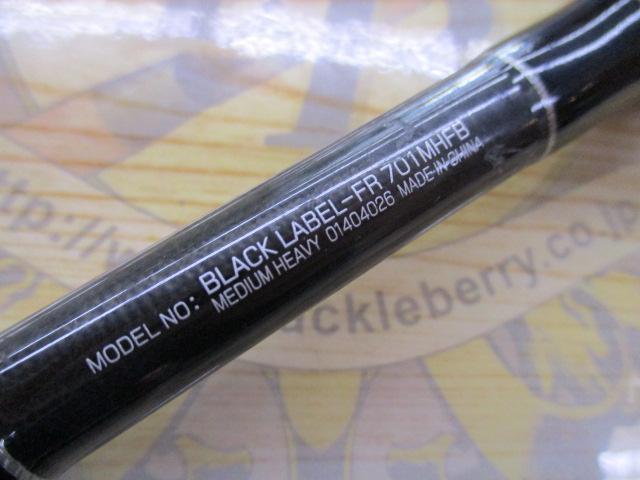 MODEL NO: BLACK LABEL-FR 701MHFB
MEDIUM HEAVY 01404026 MADE IN CHINA
http://w
ackleberry.co.jp